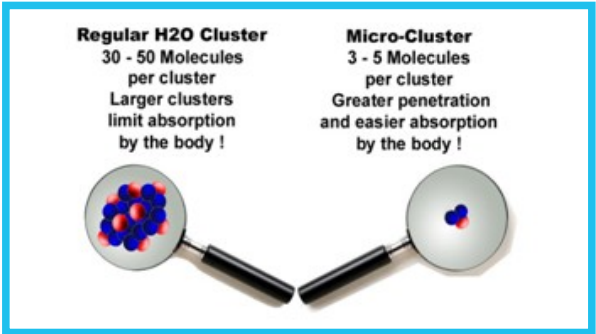 Regular H2O Cluster
30 - 50 Molecules
per cluster
Larger clusters
limit absorption
by the body !
Micro-Cluster
3 - 5 Molecules
per cluster
Greater penetration
and easier absorption
by the body !